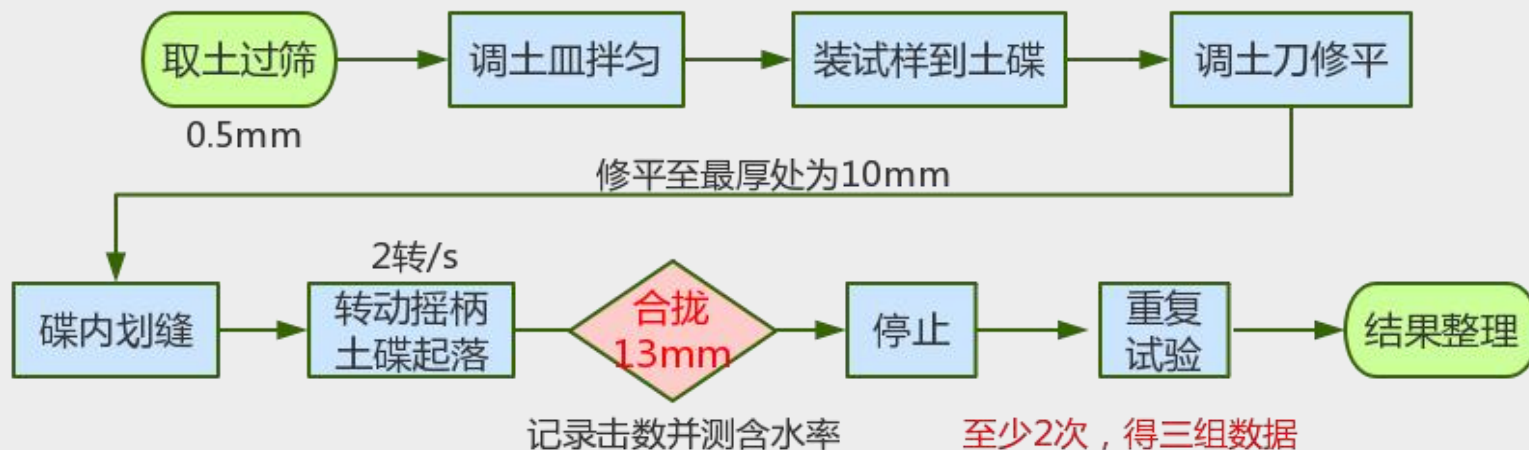 取土过筛
调土皿拌匀
装试样到土碟
调土刀修平
0.5mm
修平至最厚处为10mm
碟内划缝
2转/s
转动摇柄
土碟起落
合拢
13mm
停止
重复
试验
结果整理
记录击数并测含水率
至少2次，得三组数据